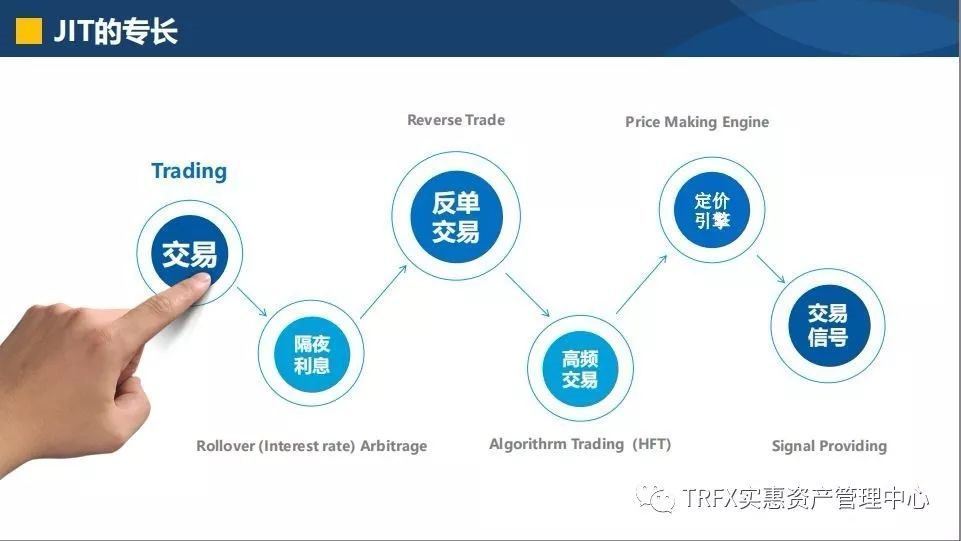 JIT的专长
Reverse Trade
Price Making Engine
Trading
反单
交易
定价
引擎
交易
交易
信号
隔夜
利息
高频
交易
Rollover (Interest rate) Arbitrage
Algorithrm Trading (HFT)
Signal Providing
TRFX实惠资产管理中心